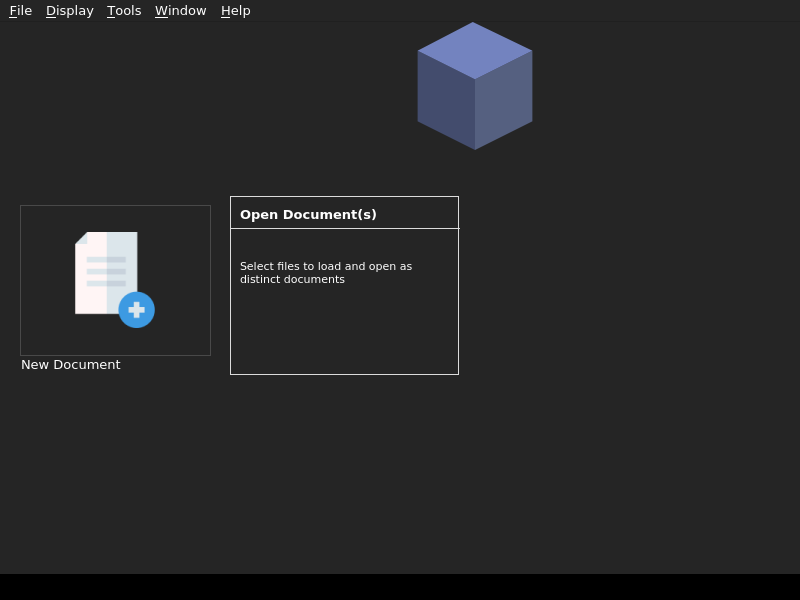 File Display Tools Window Help
Open Document(s)
Select files to load and open as
distinct documents
New Document